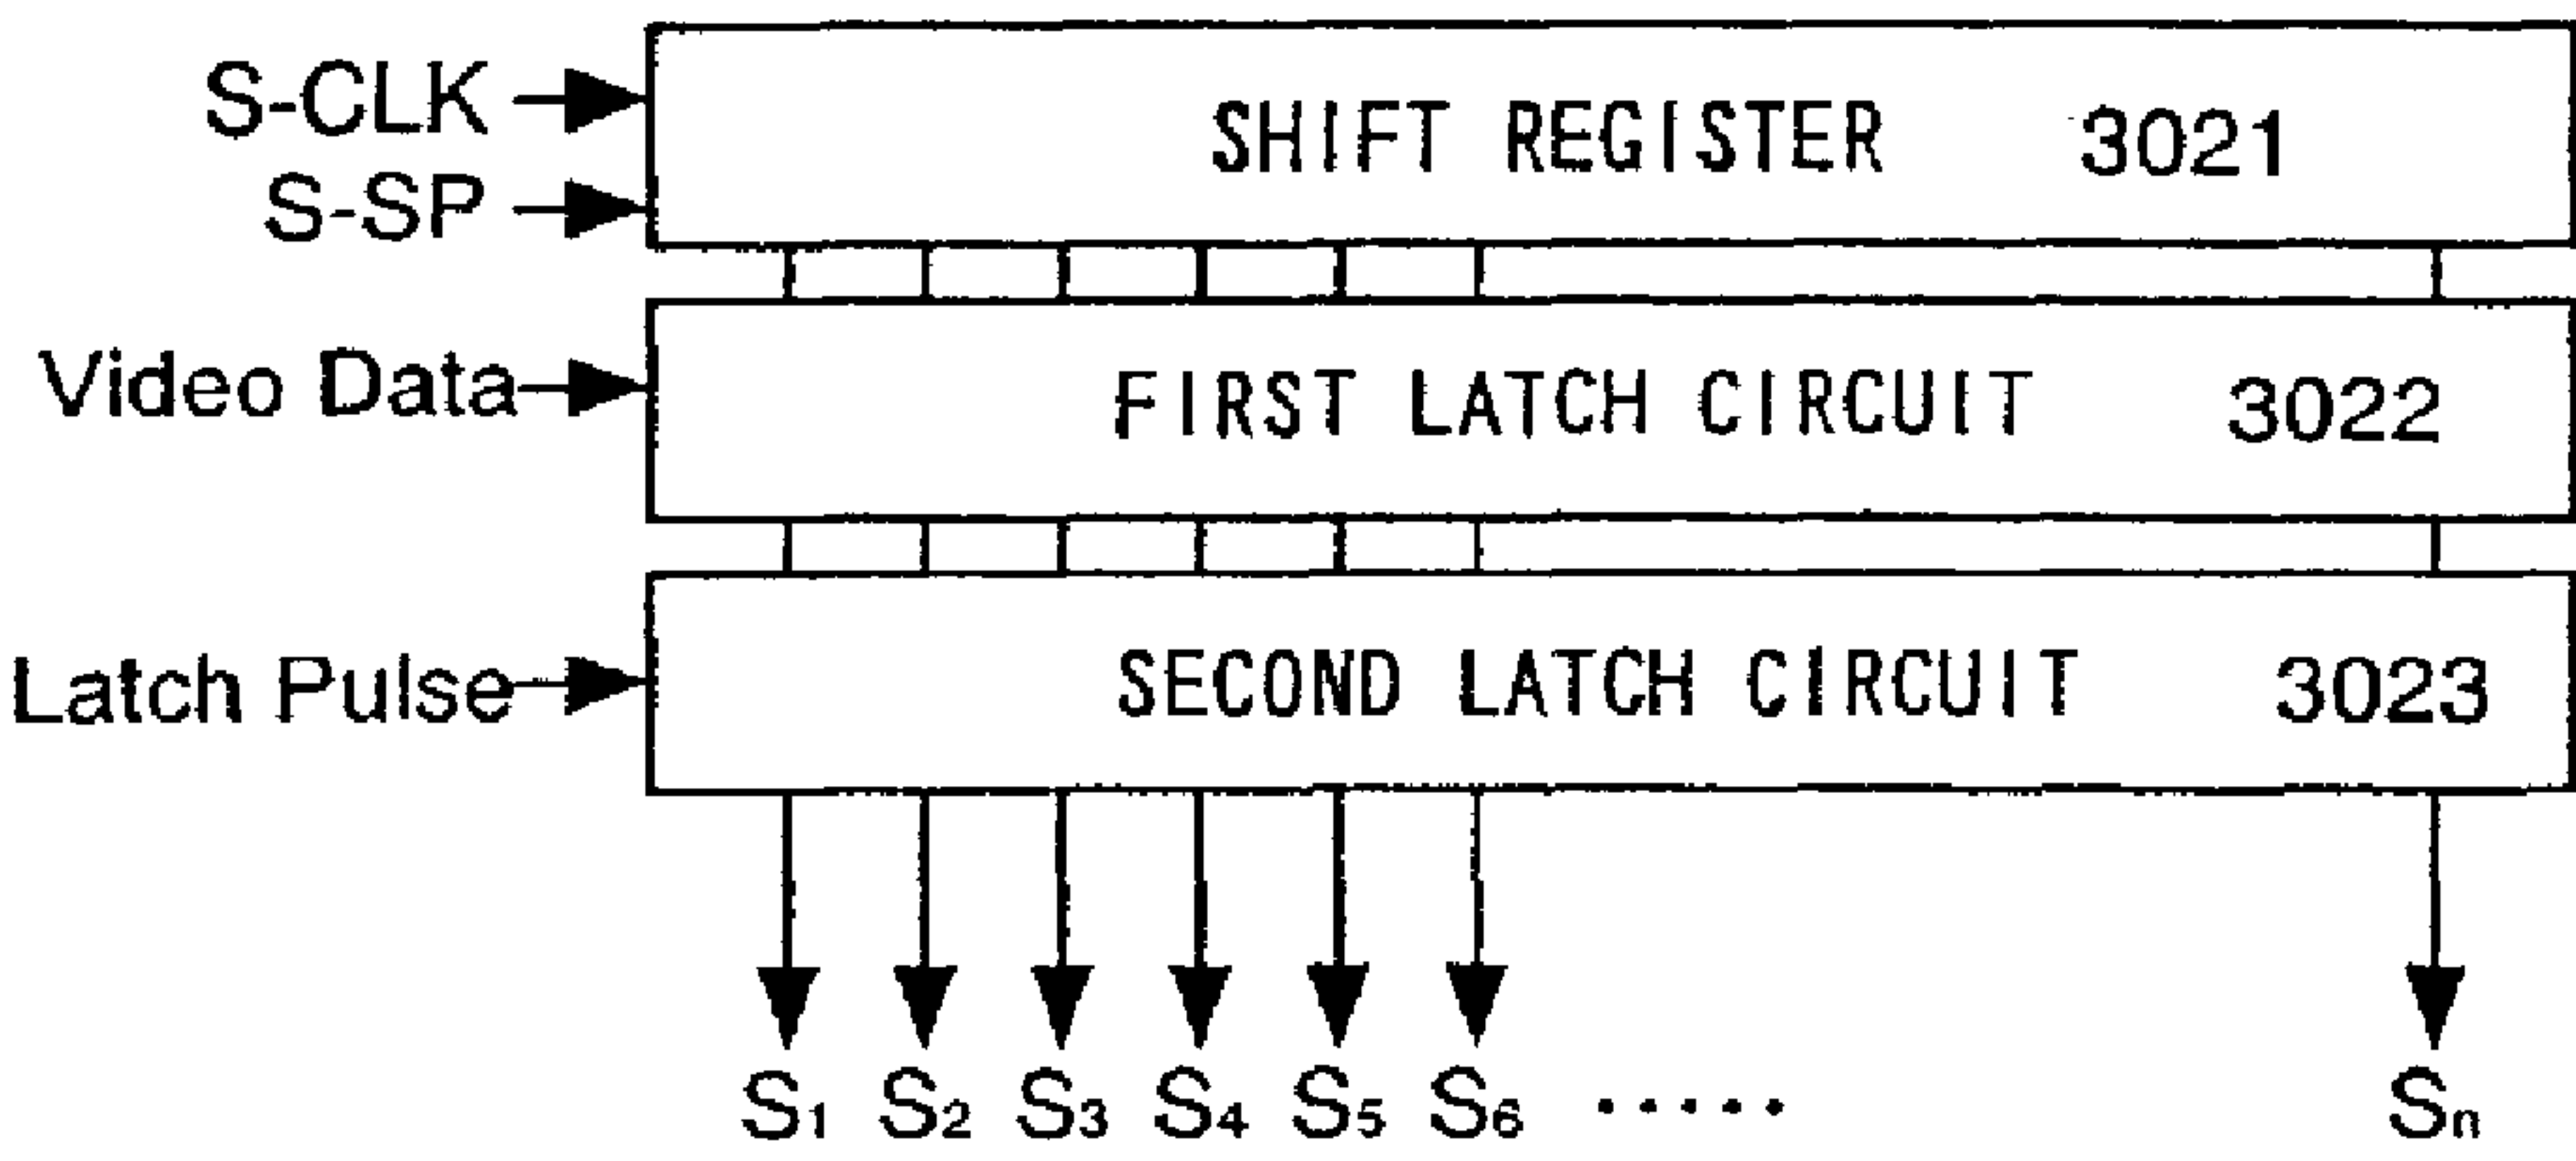 S-CLK
SHIFT REGISTER 3021
S-SP
Video Data
FIRST LATCH CIRCUIT 3022
Latch Pulse
SECOND LATCH CIRCUIT 3023
S1 S2 S3 S4 S5 S6 ····· Sn